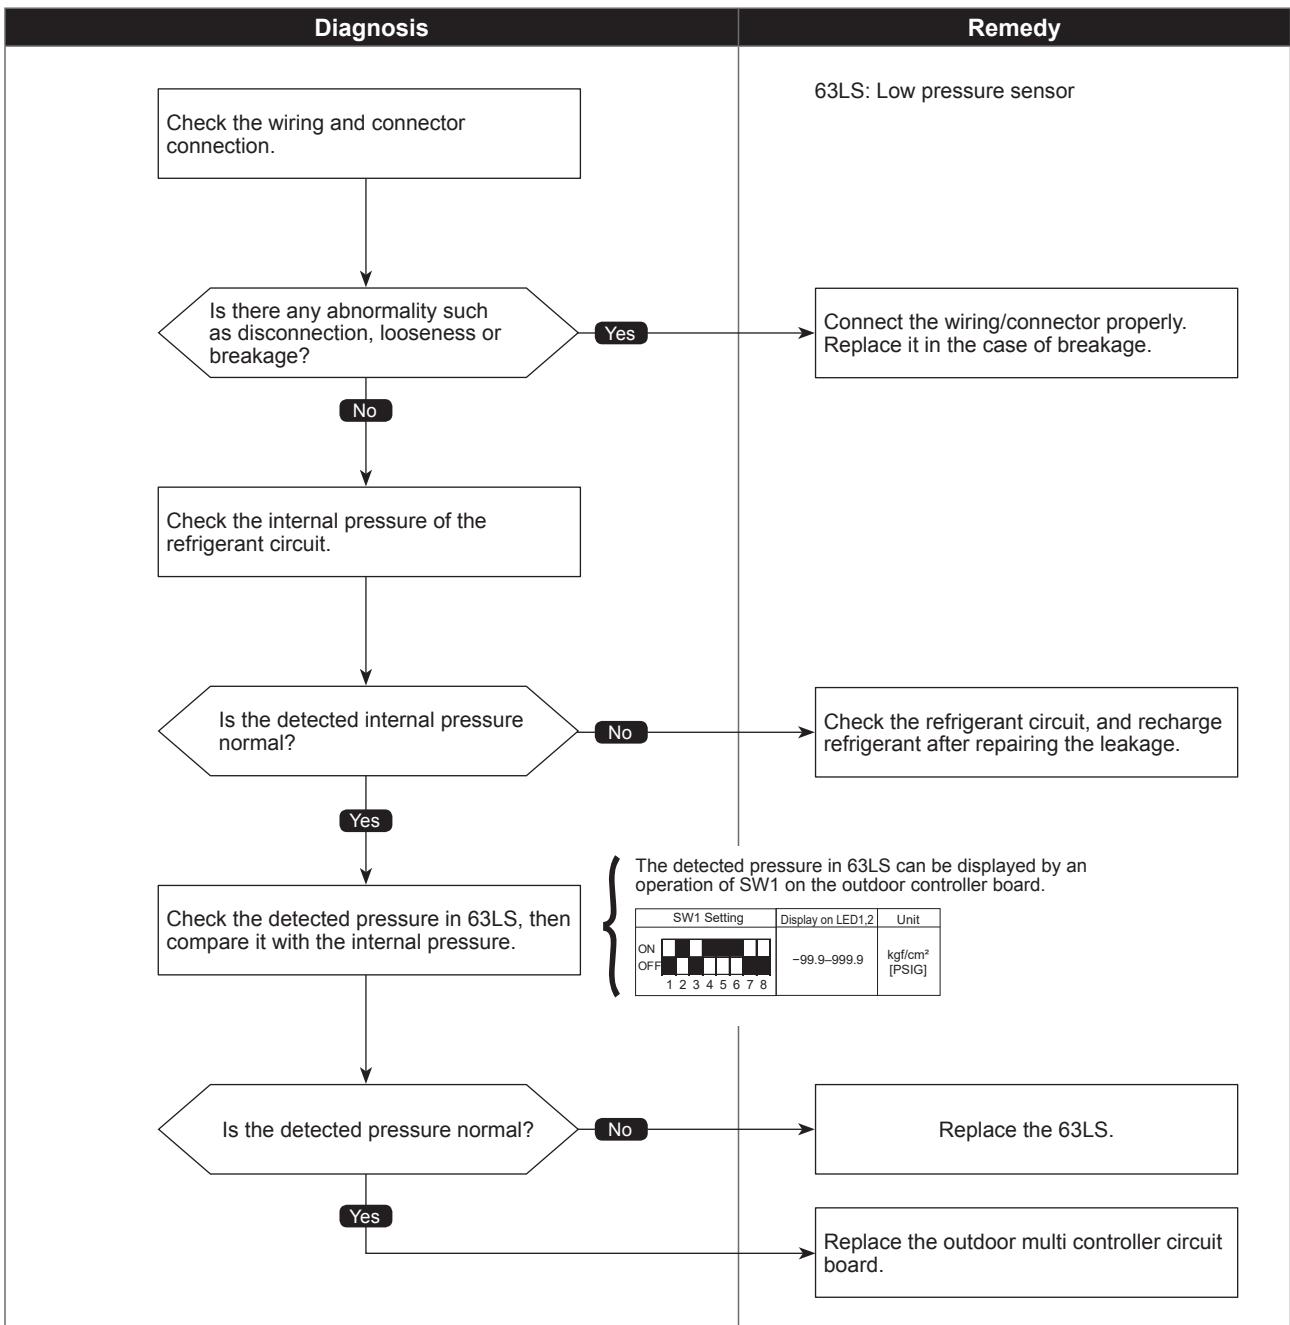 Diagnosis
Remedy
63LS: Low pressure sensor
Check the wiring and connector
connection.
Is there any abnormality such
as disconnection, looseness or
breakage?
Yes
Connect the wiring/connector properly.
Replace it in the case of breakage.
No
Check the internal pressure of the
refrigerant circuit.
Is the detected internal pressure
normal?
No
Check the refrigerant circuit, and recharge
refrigerant after repairing the leakage.
Yes
The detected pressure in 63LS can be displayed by an
operation of SW1 on the outdoor controller board.
Check the detected pressure in 63LS, then
compare it with the internal pressure.
SW1 Setting
Display on LED1,2
Unit
ON
OFF
1 2 3 4 5 6 7 8
−99.9–999.9
kgf/cm²
[PSIG]
Is the detected pressure normal?
No
Replace the 63LS.
Yes
Replace the outdoor multi controller circuit
board.